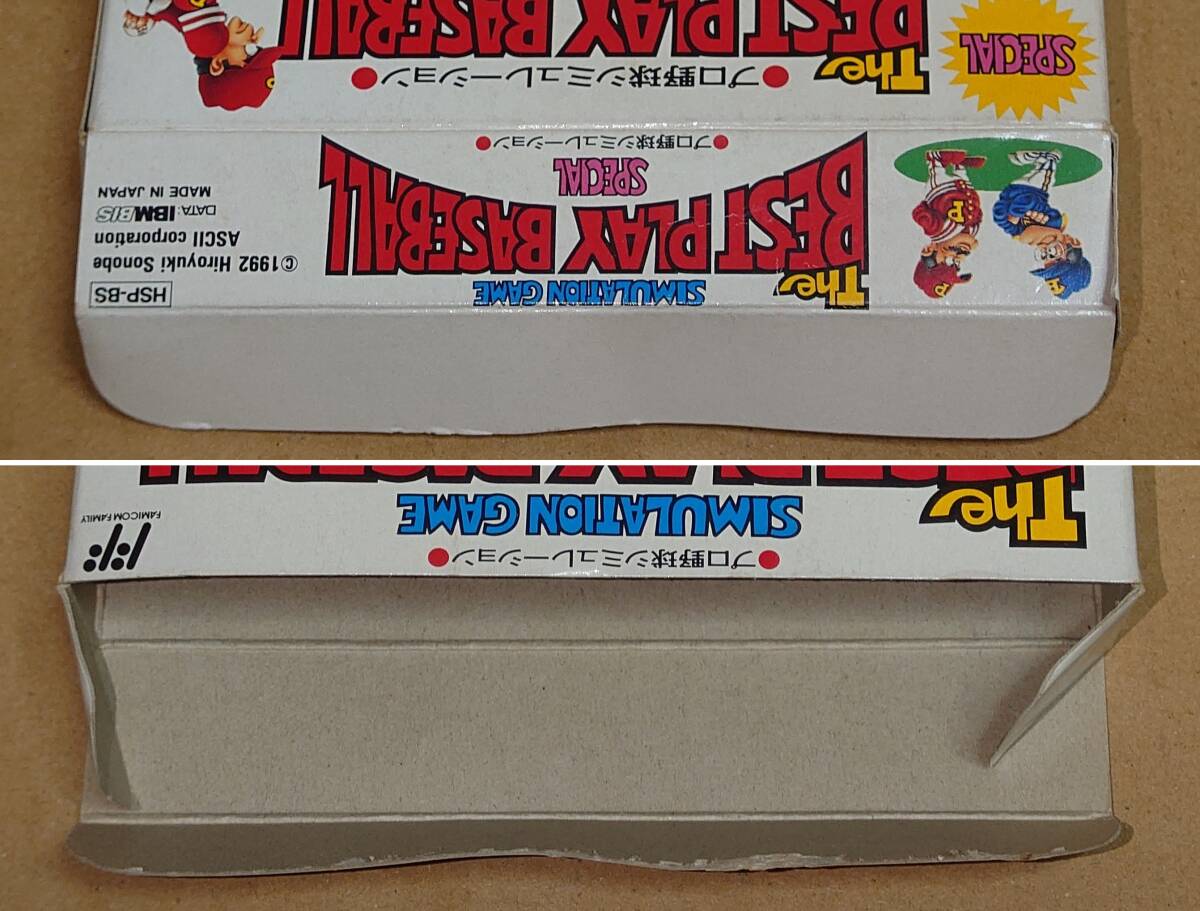 The
BEST PLAY BASEBALL
SPECIAL
●プロ野球シミュレーション●
●プロ野球シミュレーション●
SPECIAL
The
BEST PLAY BASEBALL
SIMULATION GAME
MADE IN JAPAN
DATA: IBM BIS
ASCII corporation
©1992 Hiroyuki Sonobe
HSP-BS
P
P
The
BEST PLAY BASEBALL
SIMULATION GAME
●プロ野球シミュレーション●
FAMICOM FAMILY